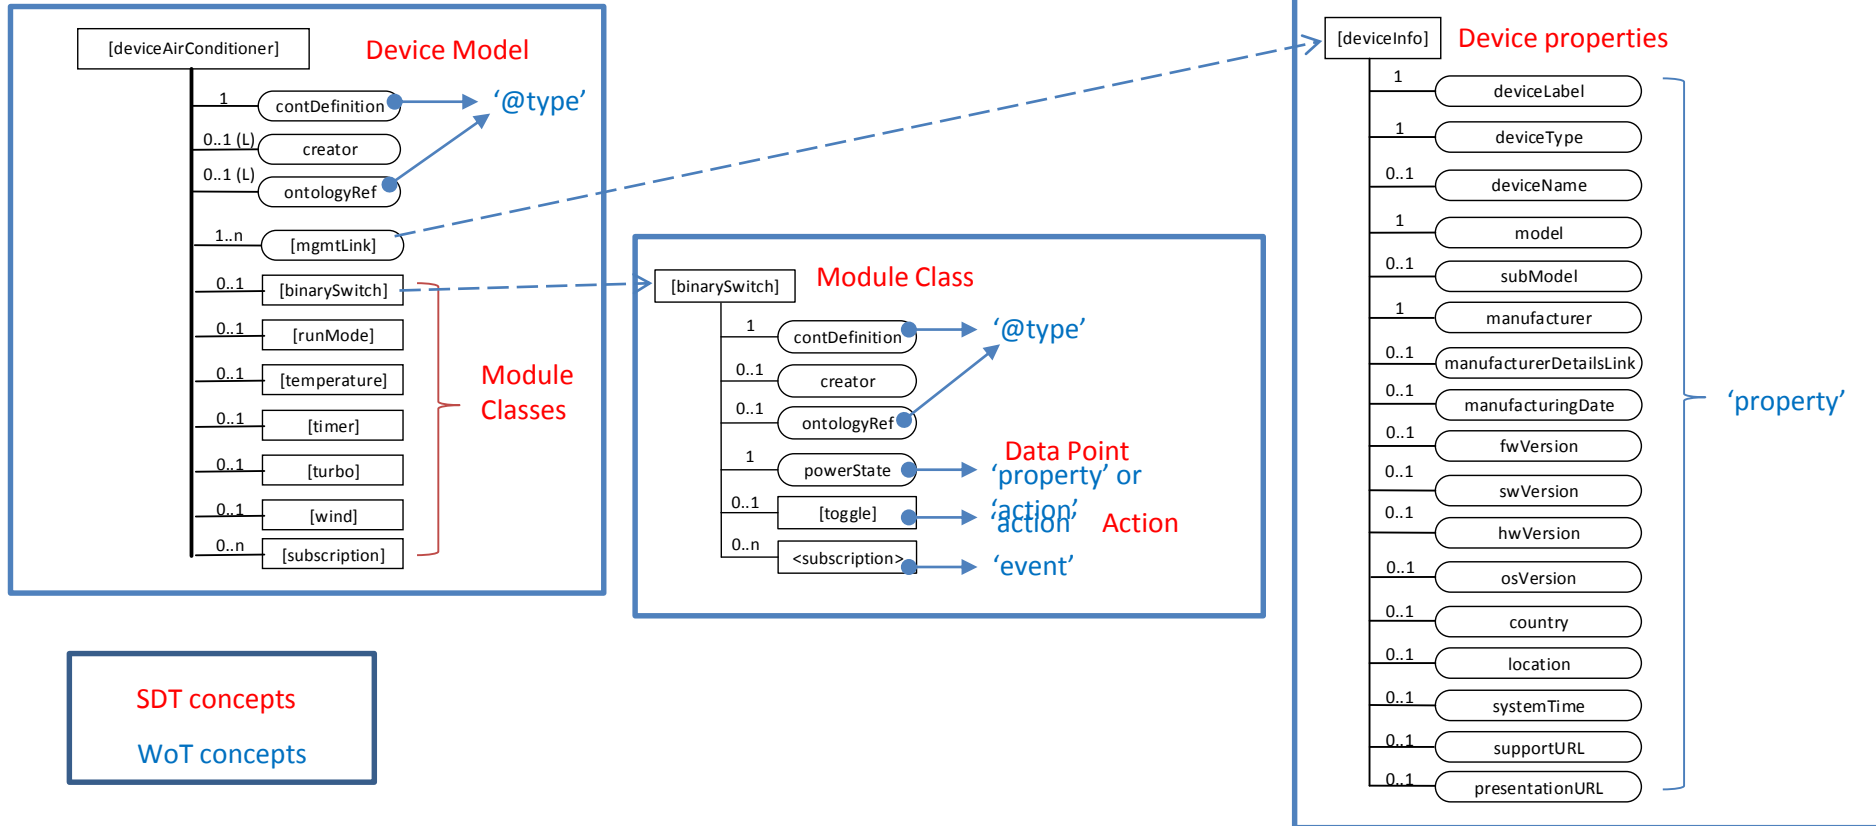 [deviceAirConditioner]
Device Model
1
contDefinition
‘@type’
0..1 (L)
creator
0..1 (L)
ontologyRef
1..n
[mgmtLink]
0..1
[binarySwitch]
0..1
[runMode]
0..1
[temperature]
0..1
[timer]
0..1
[turbo]
0..1
[wind]
0..n
[subscription]
Module
Classes
SDT concepts
WoT concepts
[binarySwitch]
Module Class
1
contDefinition
‘@type’
0..1
creator
0..1
ontologyRef
Data Point
1
powerState
‘property’ or
‘action’
0..1
[toggle]
‘action’
Action
0..n
<subscription>
‘event’
[deviceInfo]
Device properties
1
deviceLabel
1
deviceType
0..1
deviceName
1
model
0..1
subModel
1
manufacturer
0..1
manufacturerDetailsLink
0..1
manufacturingDate
0..1
fwVersion
0..1
swVersion
0..1
hwVersion
0..1
osVersion
0..1
country
0..1
location
0..1
systemTime
0..1
supportURL
0..1
presentationURL
‘property’